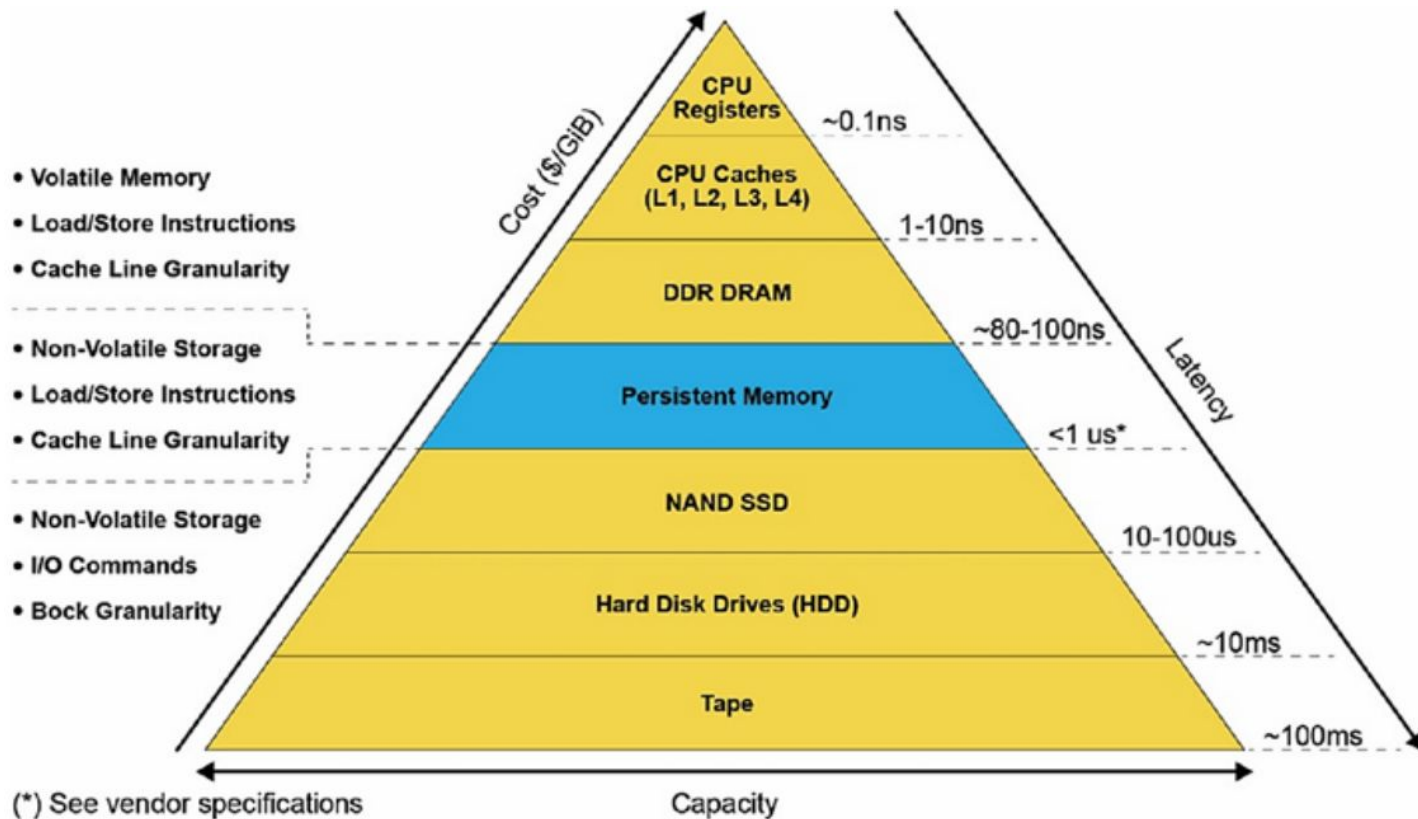 CPU
Registers
~0.1ns
Cost ($/GiB)
• Volatile Memory
CPU Caches
(L1, L2, L3, L4)
• Load/Store Instructions
1-10ns
• Cache Line Granularity
DDR DRAM
~80-100ns
• Non-Volatile Storage
Latency
• Load/Store Instructions
Persistent Memory
• Cache Line Granularity
<1 us*
NAND SSD
• Non-Volatile Storage
10-100us
• I/O Commands
• Bock Granularity
Hard Disk Drives (HDD)
~10ms
Tape
~100ms
(*) See vendor specifications
Capacity